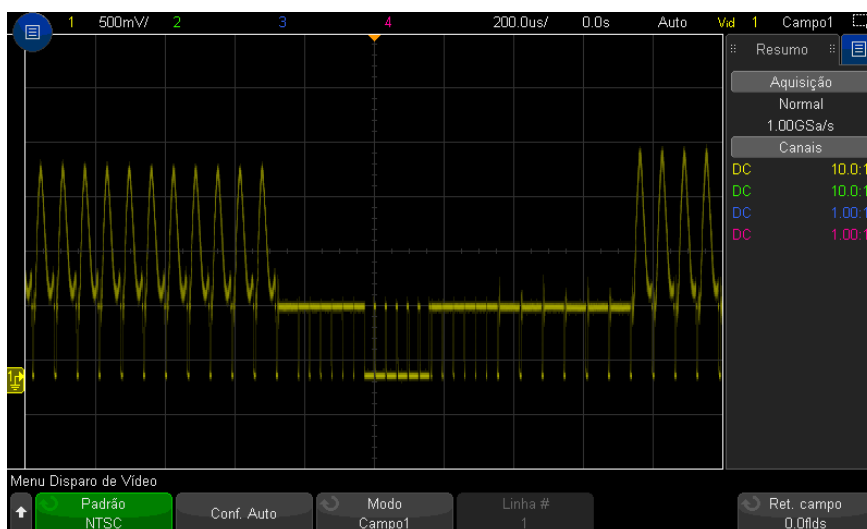 1 500mV/ 2 3 4 200.0us/ 0.0s Auto Vid 1 Campo1
Resumo
Aquisição
Normal
1.00GSa/s
Canais
DC 10.0:1
DC 10.0:1
DC 1.00:1
DC 1.00:1
1
Menu Disparo de Vídeo
Padrão
NTSC
Conf. Auto
Modo
Campo1
Linha #
1
Ret. campo
0.0flds